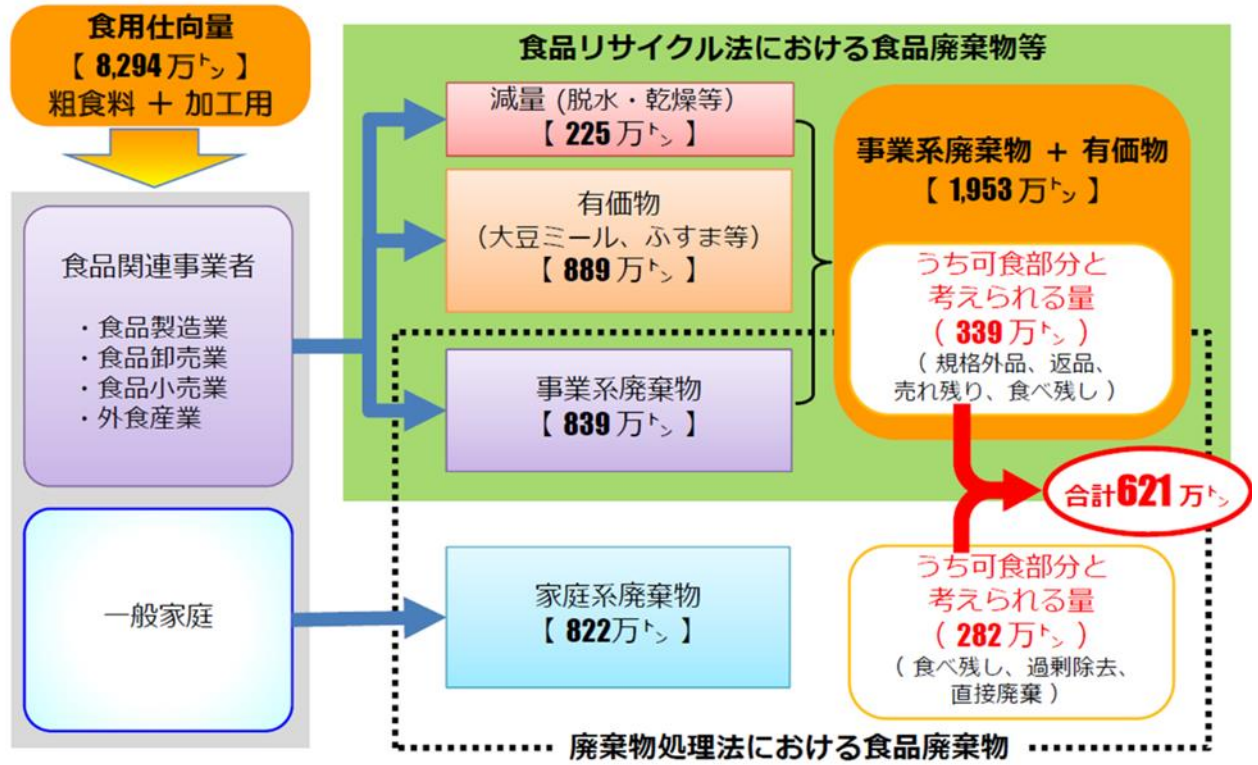 食用仕向量
【 8,294 万トン 】
粗食料 ＋ 加工用
食品関連事業者
・食品製造業
・食品卸売業
・食品小売業
・外食産業
一般家庭
食品リサイクル法における食品廃棄物等
減量 (脱水・乾燥等）
【 225 万トン 】
有価物
（大豆ミール、ふすま等）
【 889 万トン 】
事業系廃棄物
【 839 万トン 】
家庭系廃棄物
【 822万トン 】
事業系廃棄物 ＋ 有価物
【 1,953 万トン 】
うち可食部分と
考えられる量
（ 339 万トン ）
（ 規格外品、返品、
売れ残り、食べ残し ）
合計621 万トン
うち可食部分と
考えられる量
（ 282 万トン ）
（ 食べ残し、過剰除去、
直接廃棄 ）
廃棄物処理法における食品廃棄物